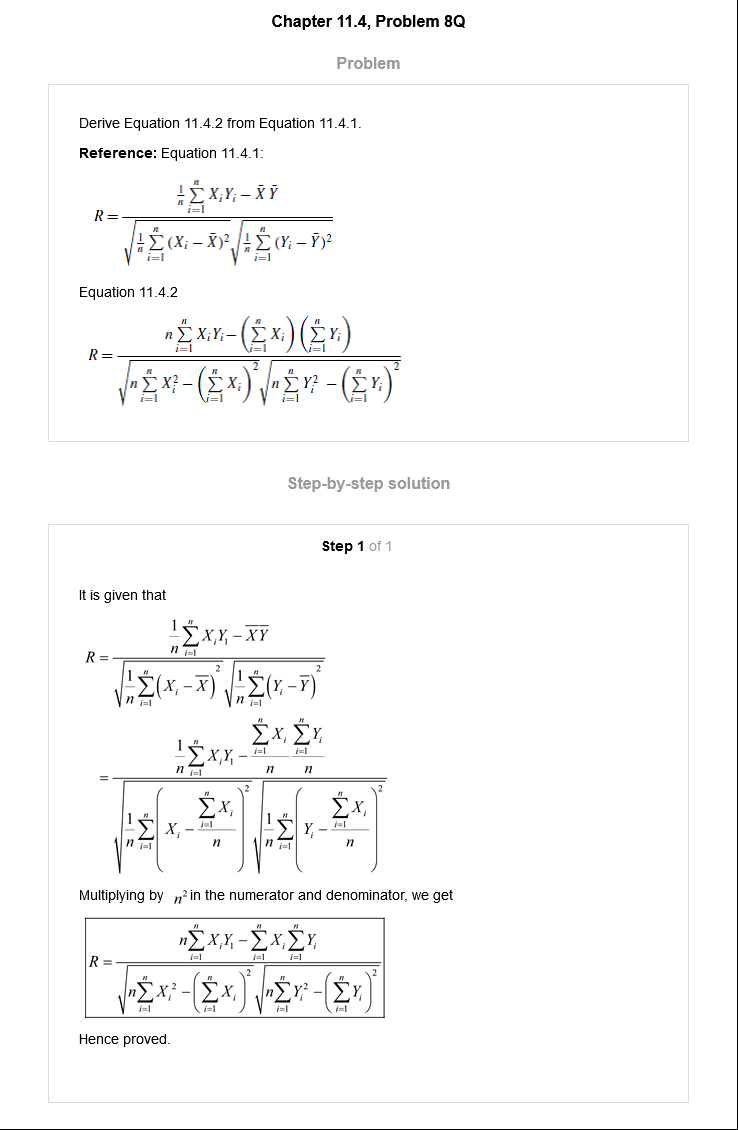 Chapter 11.4, Problem 8Q
Problem
Derive Equation 11.4.2 from Equation 11.4.1.
Reference: Equation 11.4.1:
R = \frac{\frac{1}{n}\sum_{i=1}^{n} X_i Y_i - \bar{X}\bar{Y}}{\sqrt{\frac{1}{n}\sum_{i=1}^{n}(X_i - \bar{X})^2}\sqrt{\frac{1}{n}\sum_{i=1}^{n}(Y_i - \bar{Y})^2}}
Equation 11.4.2
R = \frac{n\sum_{i=1}^{n} X_i Y_i - \left(\sum_{i=1}^{n} X_i\right)\left(\sum_{i=1}^{n} Y_i\right)}{\sqrt{n\sum_{i=1}^{n} X_i^2 - \left(\sum_{i=1}^{n} X_i\right)^2}\sqrt{n\sum_{i=1}^{n} Y_i^2 - \left(\sum_{i=1}^{n} Y_i\right)^2}}
Step-by-step solution
Step 1 of 1
It is given that
R = \frac{\frac{1}{n}\sum_{i=1}^{n} X_i Y_1 - \overline{X}\overline{Y}}{\sqrt{\frac{1}{n}\sum_{i=1}^{n}(X_i - \overline{X})^2}\sqrt{\frac{1}{n}\sum_{i=1}^{n}(Y_i - \overline{Y})^2}}
= \frac{\frac{1}{n}\sum_{i=1}^{n} X_i Y_1 - \frac{\sum_{i=1}^{n} X_i}{n}\frac{\sum_{i=1}^{n} Y_i}{n}}{\sqrt{\frac{1}{n}\sum_{i=1}^{n}\left(X_i - \frac{\sum_{i=1}^{n} X_i}{n}\right)^2}\sqrt{\frac{1}{n}\sum_{i=1}^{n}\left(Y_i - \frac{\sum_{i=1}^{n} X_i}{n}\right)^2}}
Multiplying by n^2 in the numerator and denominator, we get
R = \frac{n\sum_{i=1}^{n} X_i Y_1 - \sum_{i=1}^{n} X_i \sum_{i=1}^{n} Y_i}{\sqrt{n\sum_{i=1}^{n} X_i^2 - \left(\sum_{i=1}^{n} X_i\right)^2}\sqrt{n\sum_{i=1}^{n} Y_i^2 - \left(\sum_{i=1}^{n} Y_i\right)^2}}
Hence proved.